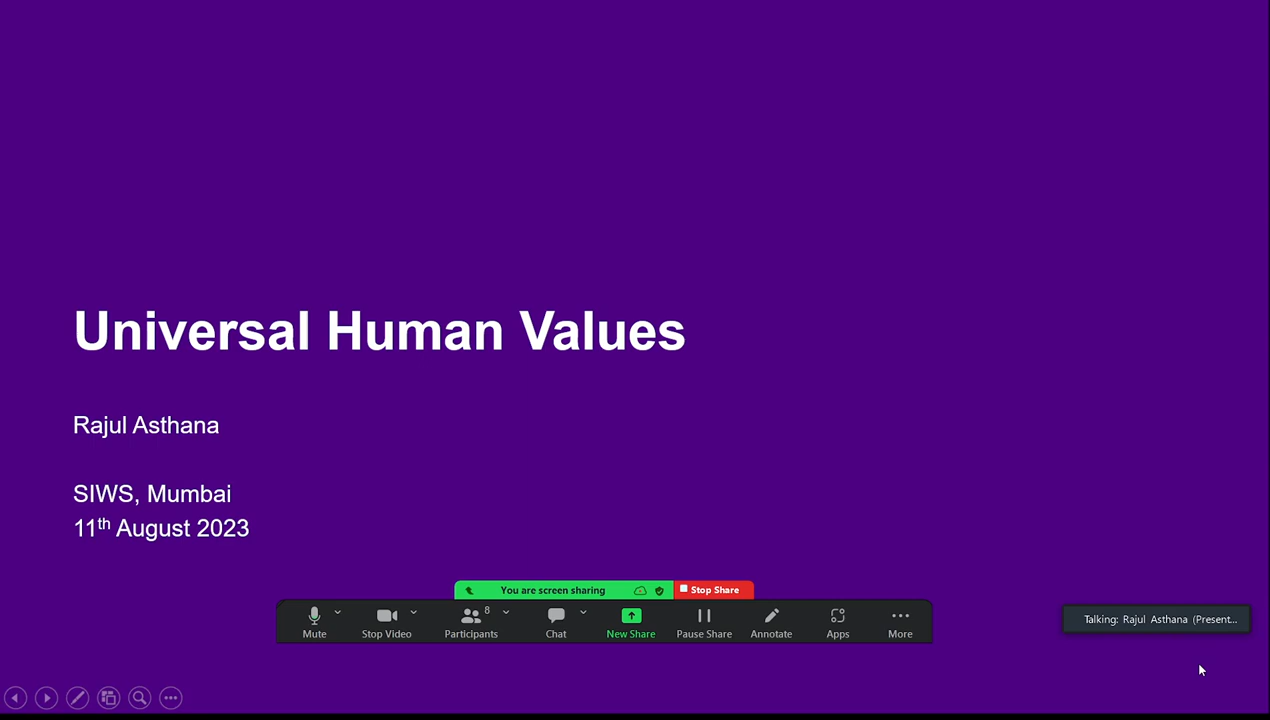 Universal Human Values
Rajul Asthana
SIWS, Mumbai
11th August 2023
You are screen sharing
Stop Share
8
Mute
Stop Video
Participants
Chat
New Share
Pause Share
Annotate
Apps
More
Talking: Rajul Asthana (Present...